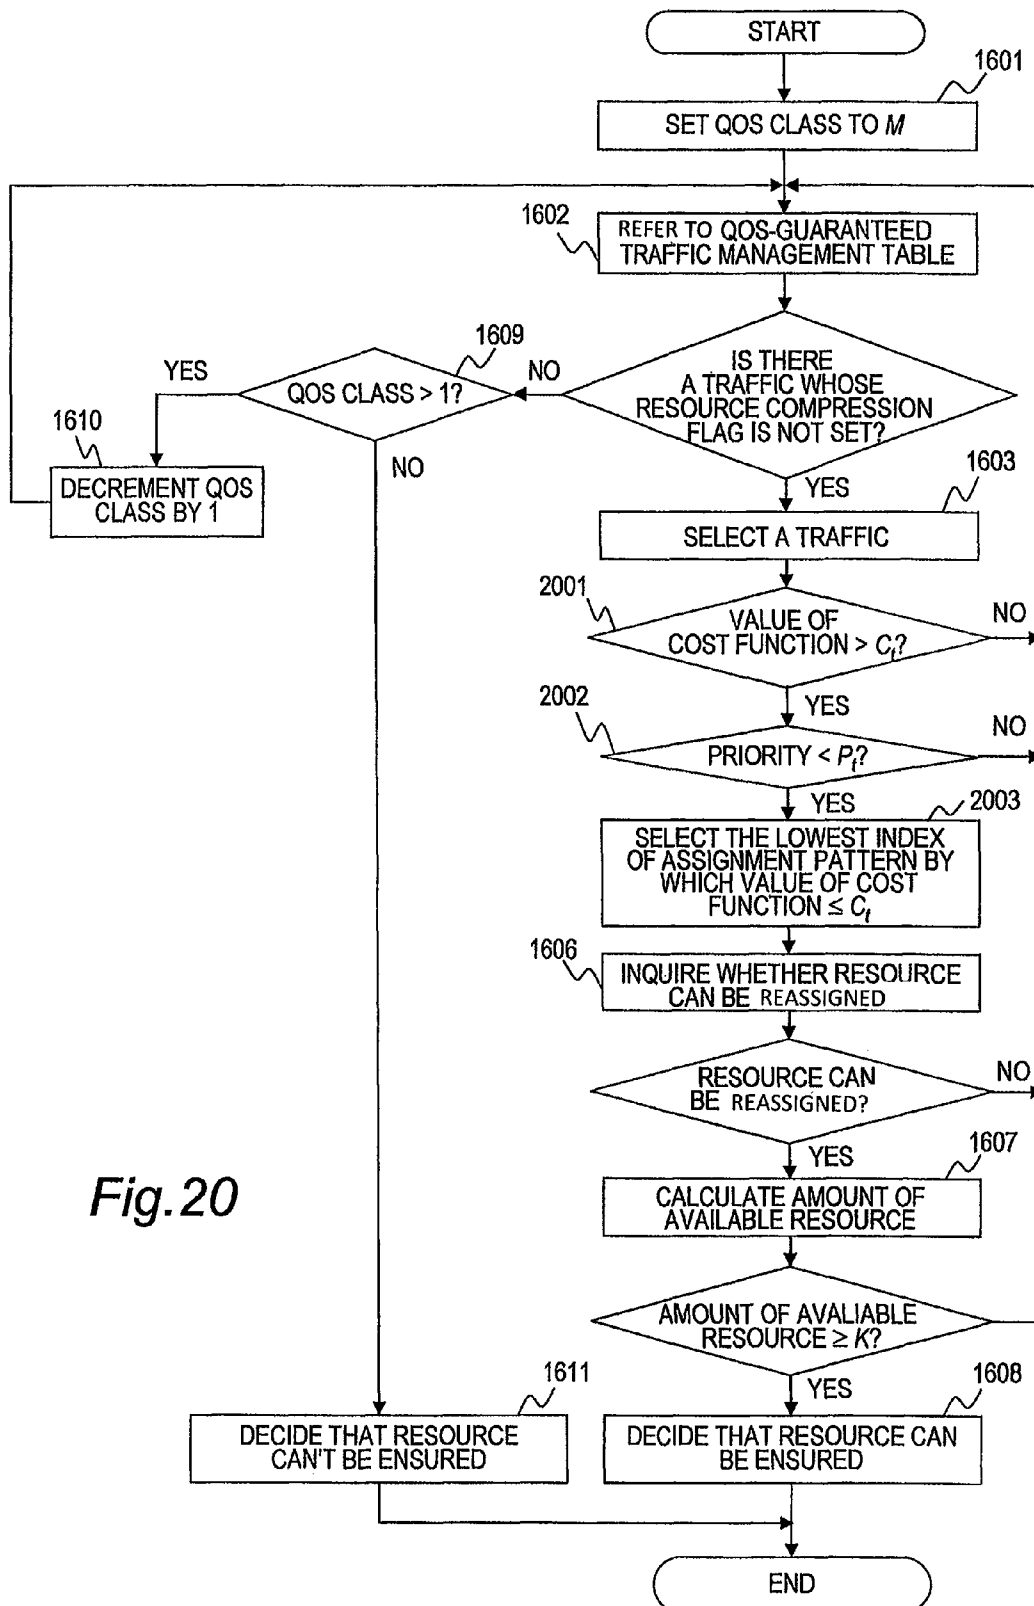 START
1601
SET QOS CLASS TO M
1602
REFER TO QOS-GUARANTEED
TRAFFIC MANAGEMENT TABLE
1609
YES
QOS CLASS > 1?
NO
IS THERE
A TRAFFIC WHOSE
RESOURCE COMPRESSION
FLAG IS NOT SET?
1610
DECREMENT QOS
CLASS BY 1
NO
YES
1603
SELECT A TRAFFIC
2001
VALUE OF
COST FUNCTION > Ct?
NO
YES
2002
PRIORITY < Pt?
NO
YES
2003
SELECT THE LOWEST INDEX
OF ASSIGNMENT PATTERN BY
WHICH VALUE OF COST
FUNCTION ≤ Ct
1606
INQUIRE WHETHER RESOURCE
CAN BE REASSIGNED
RESOURCE CAN
BE REASSIGNED?
NO
YES
1607
CALCULATE AMOUNT OF
AVAILABLE RESOURCE
Fig.20
AMOUNT OF AVALIABLE
RESOURCE ≥ K?
YES
1611
DECIDE THAT RESOURCE
CAN'T BE ENSURED
1608
DECIDE THAT RESOURCE CAN
BE ENSURED
END